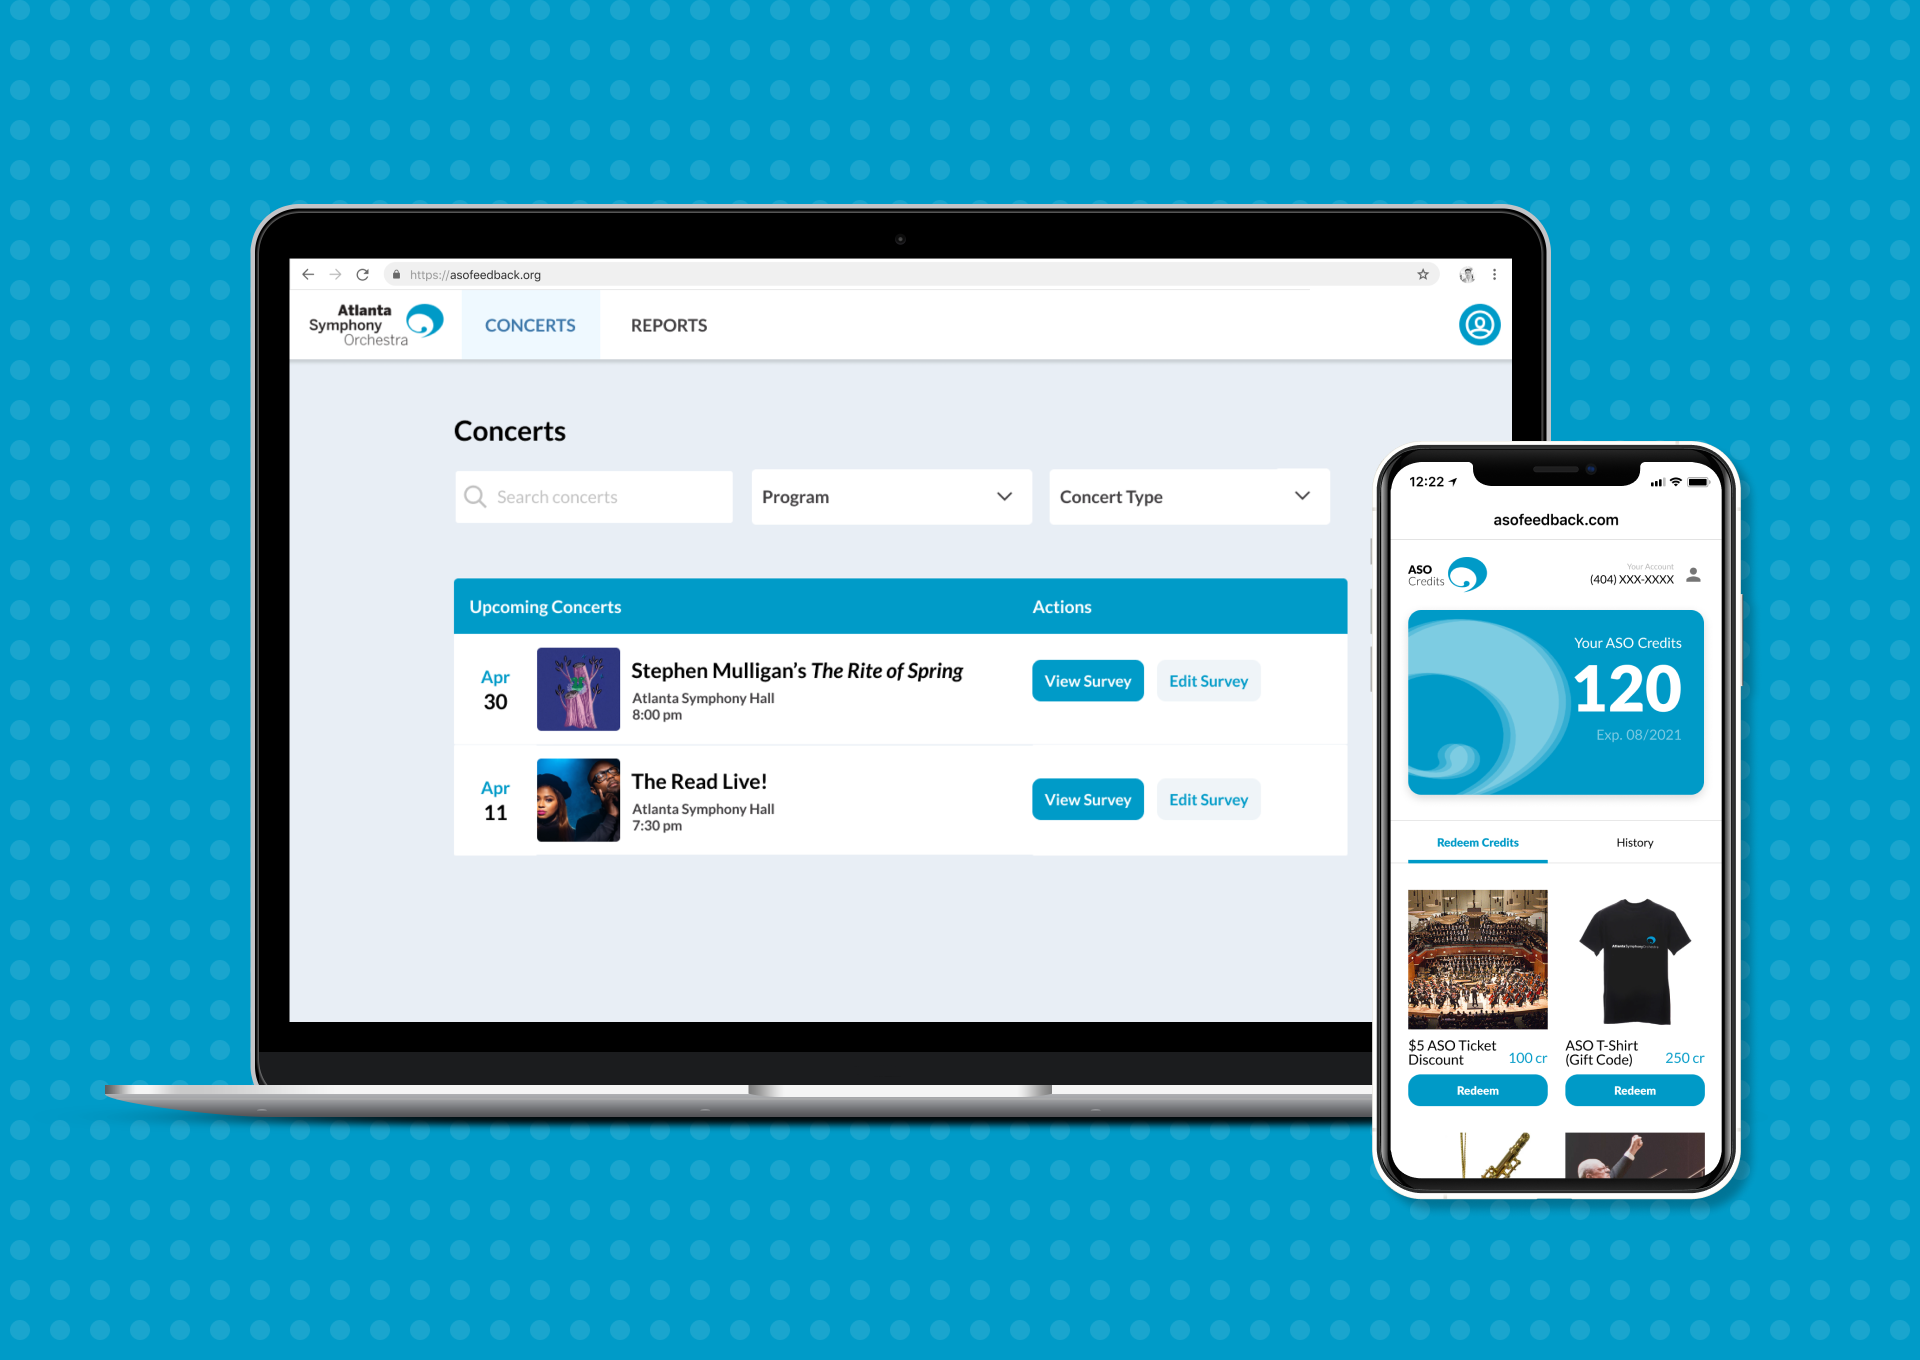 https://asofeedback.org
Atlanta
Symphony
Orchestra
CONCERTS
REPORTS
Concerts
Search concerts
Program
Concert Type
Upcoming Concerts
Actions
Apr
30
Stephen Mulligan’s The Rite of Spring
Atlanta Symphony Hall
8:00 pm
View Survey
Edit Survey
Apr
11
The Read Live!
Atlanta Symphony Hall
7:30 pm
View Survey
Edit Survey
12:22
asofeedback.com
ASO
Credits
Your Account
(404) XXX-XXXX
Your ASO Credits
120
Exp. 08/2021
Redeem Credits
History
AtlantaSymphonyOrchestra
$5 ASO Ticket
Discount
100 cr
Redeem
ASO T-Shirt
(Gift Code)
250 cr
Redeem